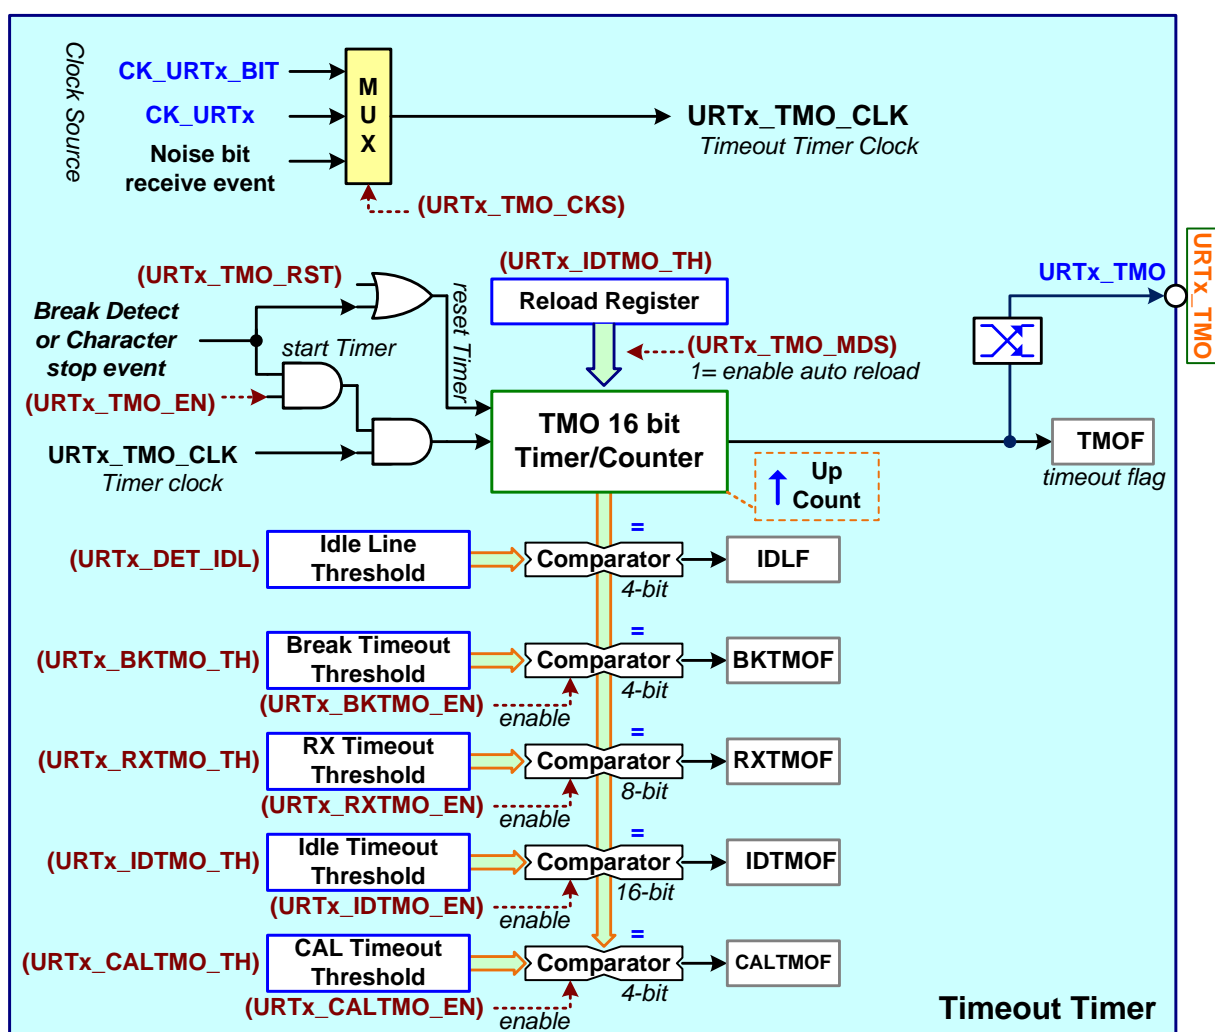 Clock Source
CK_URTx_BIT
CK_URTx
Noise bit
receive event
M
U
X
URTx_TMO_CLK
Timeout Timer Clock
(URTx_TMO_CKS)
(URTx_TMO_RST)
Break Detect
or Character
stop event
start Timer
reset Timer
(URTx_TMO_EN)
URTx_TMO_CLK
Timer clock
(URTx_IDTMO_TH)
Reload Register
(URTx_TMO_MDS)
1= enable auto reload
TMO 16 bit
Timer/Counter
Up
Count
URTx_TMO
URTx_TMO
TMOF
timeout flag
(URTx_DET_IDL)
Idle Line
Threshold
=
Comparator
4-bit
IDLF
(URTx_BKTMO_TH)
Break Timeout
Threshold
(URTx_BKTMO_EN)
enable
=
Comparator
4-bit
BKTMOF
(URTx_RXTMO_TH)
RX Timeout
Threshold
(URTx_RXTMO_EN)
enable
=
Comparator
8-bit
RXTMOF
(URTx_IDTMO_TH)
Idle Timeout
Threshold
(URTx_IDTMO_EN)
enable
=
Comparator
16-bit
IDTMOF
(URTx_CALTMO_TH)
CAL Timeout
Threshold
(URTx_CALTMO_EN)
enable
=
Comparator
4-bit
CALTMOF
Timeout Timer